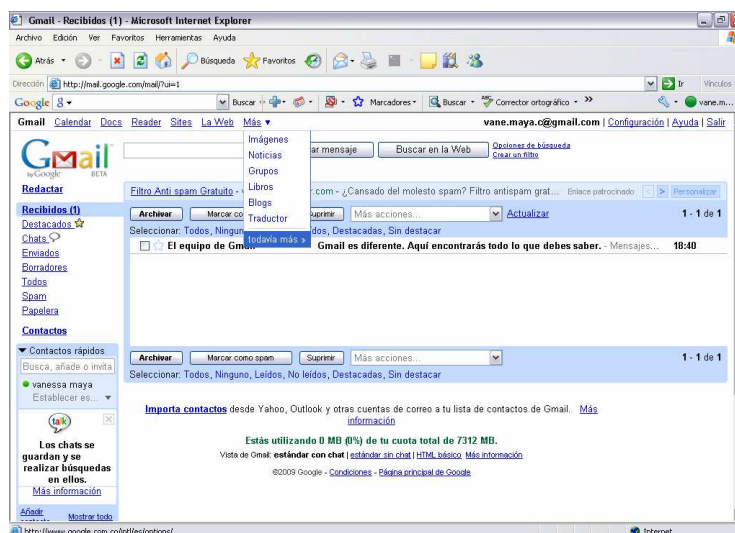 Gmail - Recibidos (1) - Microsoft Internet Explorer
Archivo Edición Ver Favoritos Herramientas Ayuda
Atrás Búsqueda Favoritos
Dirección http://mail.google.com/mail/?ui=1 Ir Vínculos
Google Buscar Marcadores Buscar Corrector ortográfico vane.m...
Gmail Calendar Docs Reader Sites La Web Más vane.maya.c@gmail.com | Configuración | Ayuda | Salir
Imágenes
Noticias
Grupos
Libros
Blogs
Traductor
todavía más »
Gmail
by Google BETA
ar mensaje Buscar en la Web Opciones de búsqueda
Crear un filtro
Redactar
Filtro Anti spam Gratuito - r.com - ¿Cansado del molesto spam? Filtro antispam grat... Enlace patrocinado < > Personalizar
Recibidos (1)
Destacados
Chats
Enviados
Borradores
Todos
Spam
Papelera
Contactos
Archivar Marcar co uprimir Más acciones... Actualizar 1 - 1 de 1
Seleccionar: Todos, Ningun dos, Destacadas, Sin destacar
El equipo de Gm Gmail es diferente. Aquí encontrarás todo lo que debes saber. - Mensajes... 18:40
Contactos rápidos
Busca, añade o invita
vanessa maya
Establecer es...
talk
Los chats se
guardan y se
realizar búsquedas
en ellos.
Más información
Añadir
Mostrar todo
Archivar Marcar como spam Suprimir Más acciones... 1 - 1 de 1
Seleccionar: Todos, Ninguno, Leídos, No leídos, Destacadas, Sin destacar
Importa contactos desde Yahoo, Outlook y otras cuentas de correo a tu lista de contactos de Gmail. Más
información
Estás utilizando 0 MB (0%) de tu cuota total de 7312 MB.
Vista de Gmail: estándar con chat | estándar sin chat | HTML básico Más información
©2009 Google - Condiciones - Página principal de Google
http://www.google.com.co/intl/es/options/ Internet